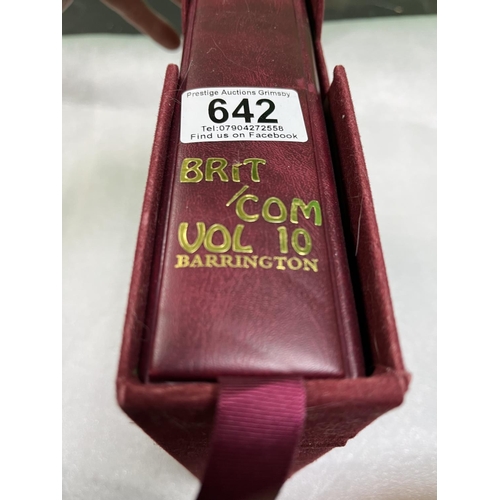 Prestige Auctions Grimsby
642
Tel:07904272558
Find us on Facebook
BRiT
/COM
VOL 10
BARRINGTON